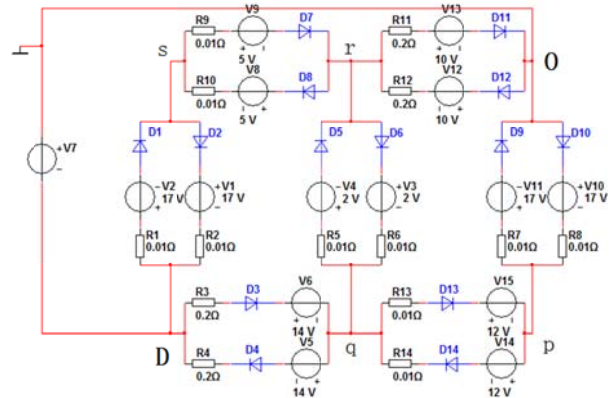 V9 V13
R9 + - D7 R11 + - D11
s 0.01Ω 5 V r 0.2Ω 10 V O
R10 V8 D8 R12 V12 D12
0.01Ω - + 0.2Ω - +
5 V 10 V
+V7
-
D1 D2 D5 D6 D9 D10
-V2 +V1 -V4 +V3 -V11 +V10
+ 17 V - 17 V + 2 V - 2 V + 17 V - 17 V
R1 R2 R5 R6 R7 R8
0.01Ω 0.01Ω 0.01Ω 0.01Ω 0.01Ω 0.01Ω
V6 V15
R3 D3 + - R13 D13 + -
0.2Ω 14 V 0.01Ω 12 V
D q p
R4 D4 V5 R14 D14 V14
0.2Ω - + 0.01Ω - +
14 V 12 V